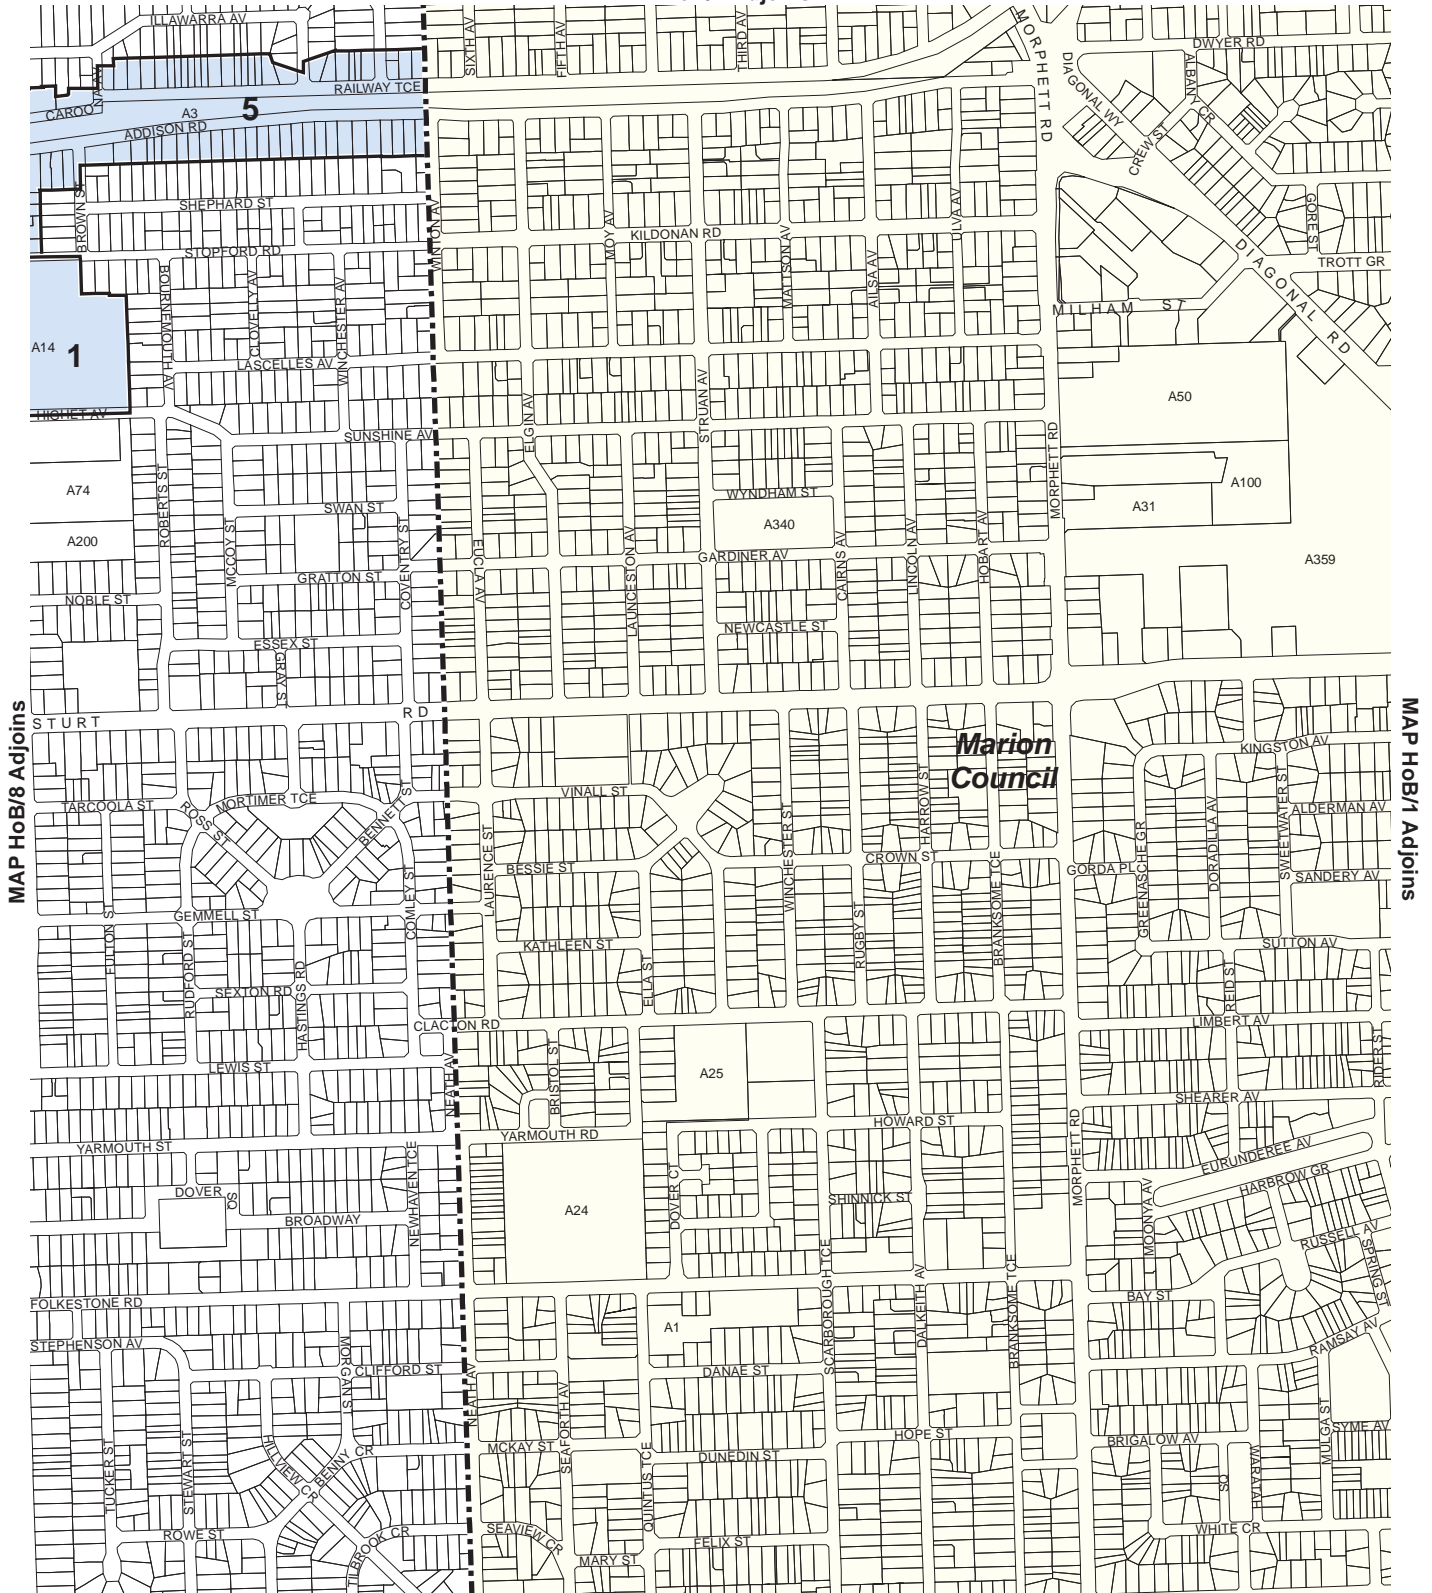 ILLAWARRA AV
SIXTH AV
FIFTH AV
THIRD AV
MORPHETT RD
DWYER RD
DIAGONAL WY
ALBANY CR
RAILWAY TCE
5
A3
CAROO
ADDISON RD
CREW ST
BROWN ST
SHEPHARD ST
WINTON AV
MOY AV
KILDONAN RD
GORE ST
STOPFORD RD
MATTSON AV
AILSA AV
TROTT GR
DIAGONAL RD
BOURNEMOUTH AV
CLOVELLY AV
WINCHESTER AV
MILHAM ST
A14
1
LASCELLES AV
STRUAN AV
A50
HIGHET AV
ELGIN AV
SUNSHINE AV
MORPHETT RD
A74
ROBERTS ST
WYNDHAM ST
A100
SWAN ST
A31
A340
A200
MCCOY ST
COVENTRY ST
EUCLA AV
LAUNCESTON AV
GARDINER AV
CAIRNS AV
LINCOLN AV
HOBART AV
A359
GRATTON ST
NOBLE ST
NEWCASTLE ST
ESSEX ST
GRAY ST
STURT RD
MAP HoB/8 Adjoins
MAP HoB/1 Adjoins
Marion
Council
KINGSTON AV
VINALL ST
TARCOOLA ST
ROSS ST
MORTIMER TCE
BENNETT ST
HARROW ST
DORADILLA AV
SWEETWATER ST
ALDERMAN AV
LAURENCE ST
WINCHESTER ST
BESSIE ST
CROWN ST
GORDA PL
GREENASCHE GR
SANDERY AV
COMLEY ST
GEMMELL ST
FULTON ST
RUDFORD ST
KATHLEEN ST
RUGBY ST
BRANKSOME TCE
SUTTON AV
SEXTON RD
HASTINGS RD
ELLA ST
REID ST
CLACTON RD
LIMBERT AV
LEWIS ST
NEATH AV
BRISTOL ST
A25
RIDER ST
SHEARER AV
HOWARD ST
YARMOUTH RD
YARMOUTH ST
MORPHETT RD
EURUNDEREE AV
HARBROW GR
DOVER SQ
NEWHAVEN TCE
DOVER CT
SHINNICK ST
A24
BROADWAY
MOONYA AV
RUSSELL AV
SPRING ST
SCARBOROUGH TCE
DALKEITH AV
BRANKSOME TCE
FOLKESTONE RD
BAY ST
A1
STEPHENSON AV
RAMSAY AV
MORGAN ST
CLIFFORD ST
DANAE ST
NEATH AV
SEAFORTH AV
MULGA ST
SYME AV
HOPE ST
BRIGALOW AV
MCKAY ST
DUNEDIN ST
TUCKER ST
STEWART ST
HILLVIEW CR
BENNY CR
QUINTUS TCE
SQ
WARATAH
ROWE ST
TILBROOK CR
SEAVIEW CR
FELIX ST
WHITE CR
MARY ST